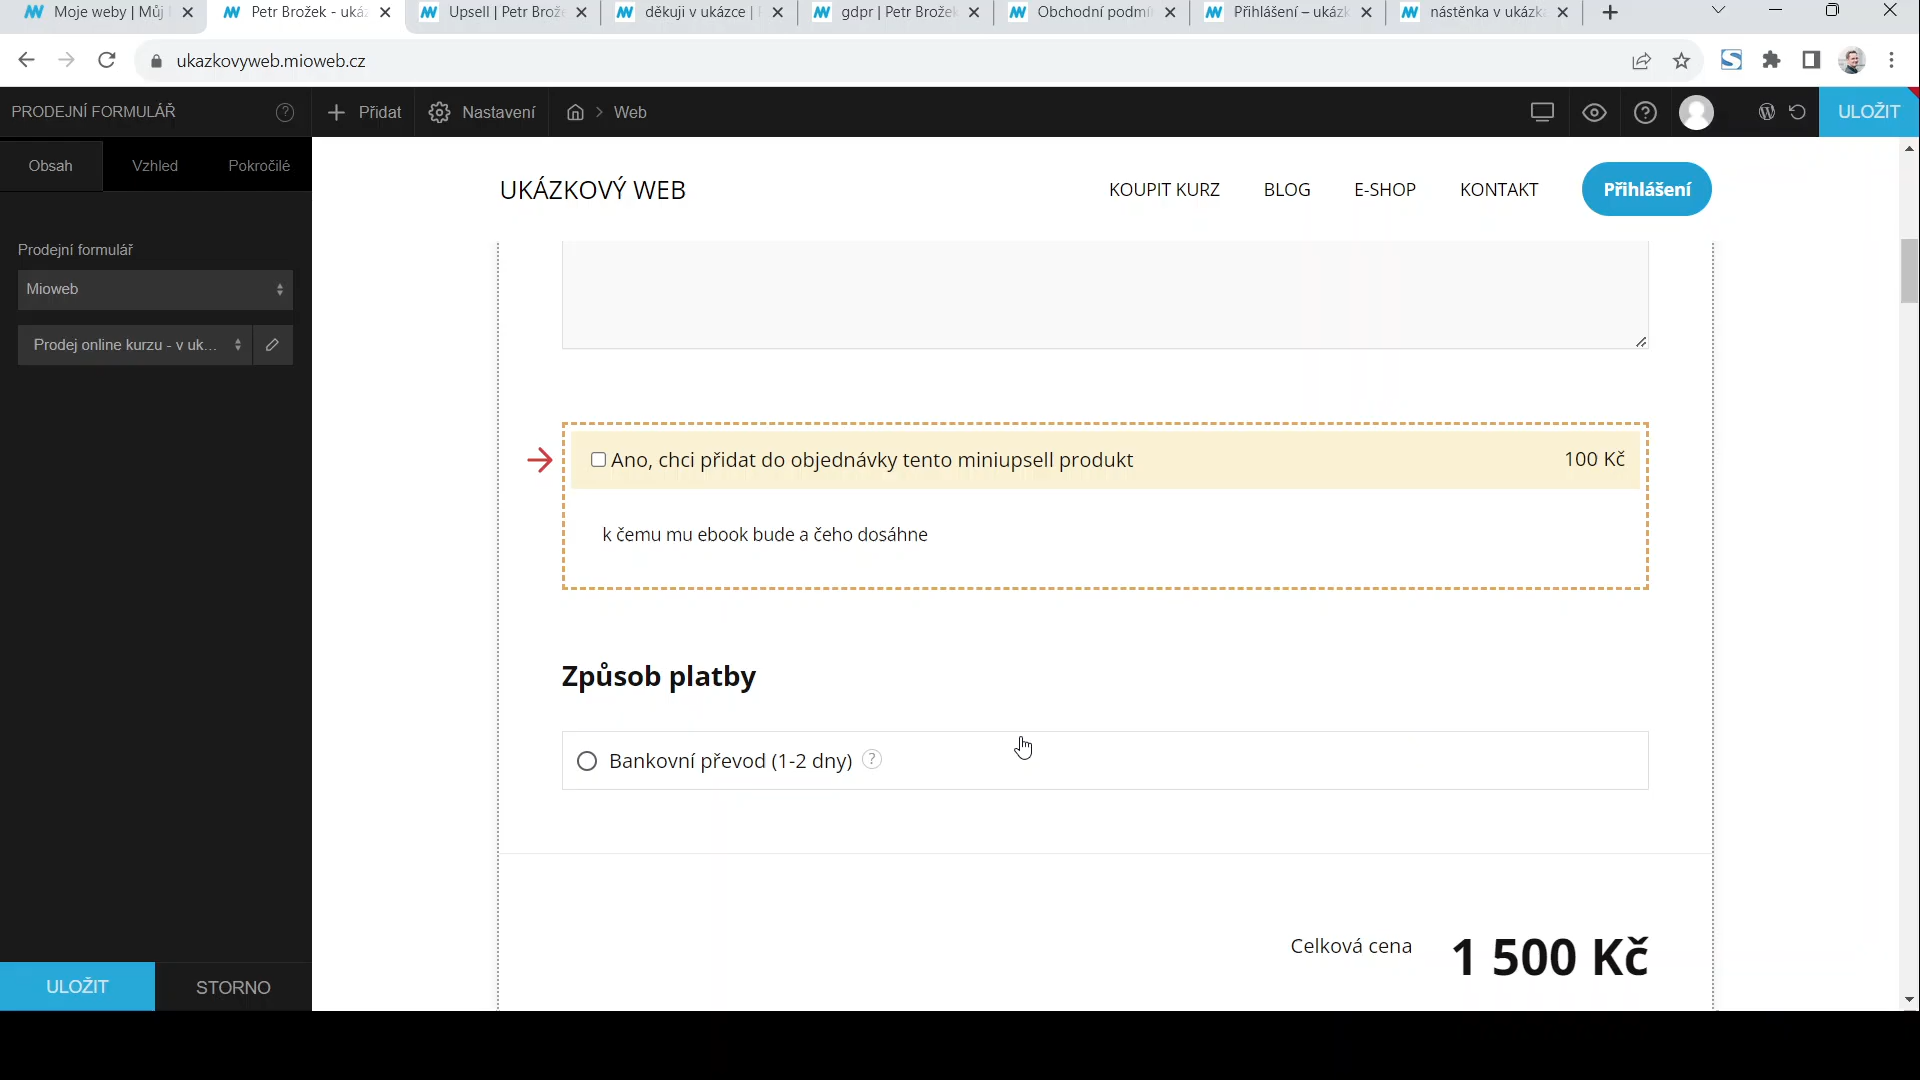 Moje weby | Můj
Petr Brožek - uká
Upsell | Petr Brož
děkuji v ukázce |
gdpr | Petr Brožek
Obchodní podmí
Přihlášení – ukáz
nástěnka v ukázk
ukazkovyweb.mioweb.cz
PRODEJNÍ FORMULÁŘ
Přidat
Nastavení
Web
ULOŽIT
Obsah
Vzhled
Pokročilé
UKÁZKOVÝ WEB
KOUPIT KURZ
BLOG
E-SHOP
KONTAKT
Přihlášení
Prodejní formulář
Mioweb
Prodej online kurzu - v uk...
Ano, chci přidat do objednávky tento miniupsell produkt
100 Kč
k čemu mu ebook bude a čeho dosáhne
Způsob platby
Bankovní převod (1-2 dny) ?
Celková cena
1 500 Kč
ULOŽIT
STORNO